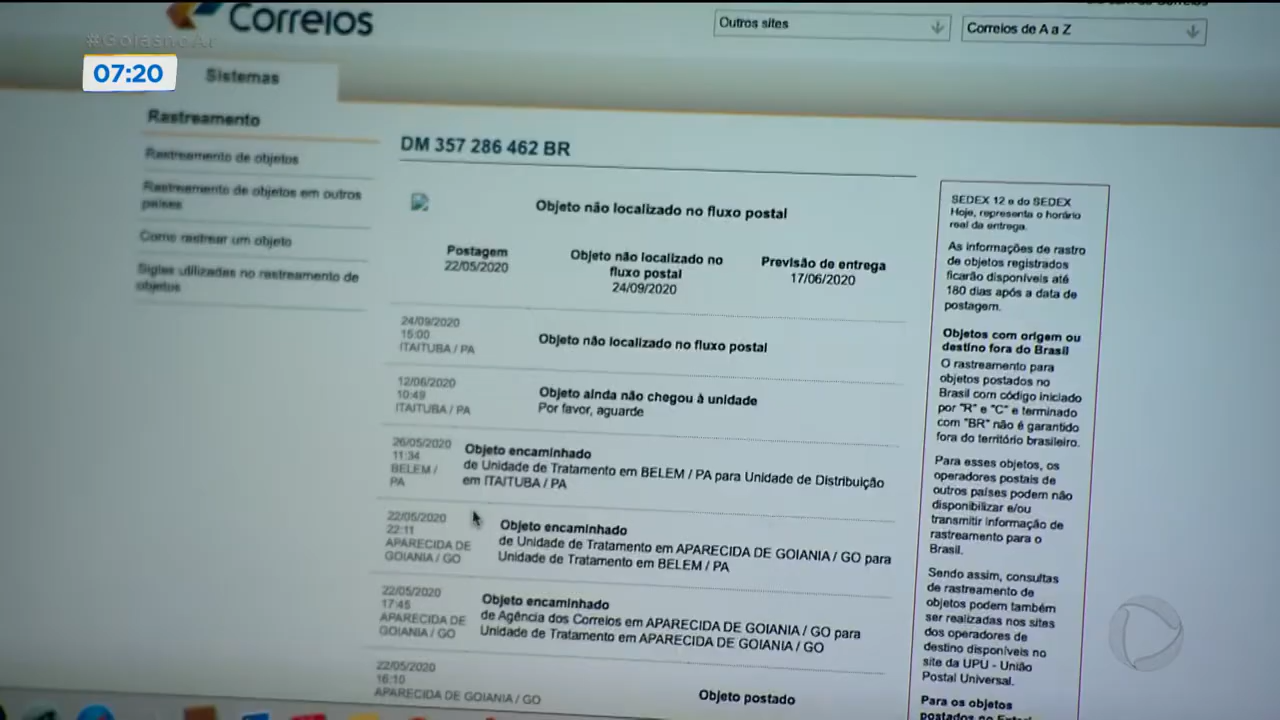 Correios
#GoiásnoAr
07:20
Outros sites
Correios de A a Z
Sistemas
Rastreamento
Rastreamento de objetos
Rastreamento de objetos em outros
países
Como rastrear um objeto
Siglas utilizadas no rastreamento de
objetos
DM 357 286 462 BR
Objeto não localizado no fluxo postal
Postagem
22/05/2020
Objeto não localizado no
fluxo postal
24/09/2020
Previsão de entrega
17/06/2020
24/09/2020
15:00
ITAITUBA / PA
Objeto não localizado no fluxo postal
12/06/2020
10:49
ITAITUBA / PA
Objeto ainda não chegou à unidade
Por favor, aguarde
26/05/2020
11:34
BELEM /
PA
Objeto encaminhado
de Unidade de Tratamento em BELEM / PA para Unidade de Distribuição
em ITAITUBA / PA
22/05/2020
22:11
APARECIDA DE
GOIANIA / GO
Objeto encaminhado
de Unidade de Tratamento em APARECIDA DE GOIANIA / GO para
Unidade de Tratamento em BELEM / PA
22/05/2020
17:45
APARECIDA DE
GOIANIA / GO
Objeto encaminhado
de Agência dos Correios em APARECIDA DE GOIANIA / GO para
Unidade de Tratamento em APARECIDA DE GOIANIA / GO
22/05/2020
16:10
APARECIDA DE GOIANIA / GO
Objeto postado
SEDEX 12 e do SEDEX
Hoje, representa o horário
real da entrega.
As informações de rastro
de objetos registrados
ficarão disponíveis até
180 dias após a data de
postagem.
Objetos com origem ou
destino fora do Brasil
O rastreamento para
objetos postados no
Brasil com código iniciado
por "R" e "C" e terminado
com "BR" não é garantido
fora do território brasileiro.
Para esses objetos, os
operadores postais de
outros países podem não
disponibilizar e/ou
transmitir informação de
rastreamento para o
Brasil.
Sendo assim, consultas
de rastreamento de
objetos podem também
ser realizadas nos sites
dos operadores de
destino disponíveis no
site da UPU - União
Postal Universal.
Para os objetos
postados no